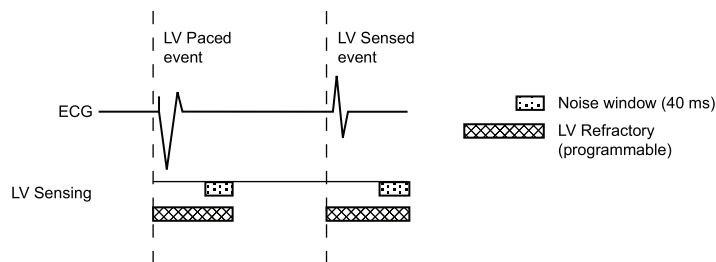 LV Paced
event
LV Sensed
event
ECG
Noise window (40 ms)
LV Refractory
(programmable)
LV Sensing